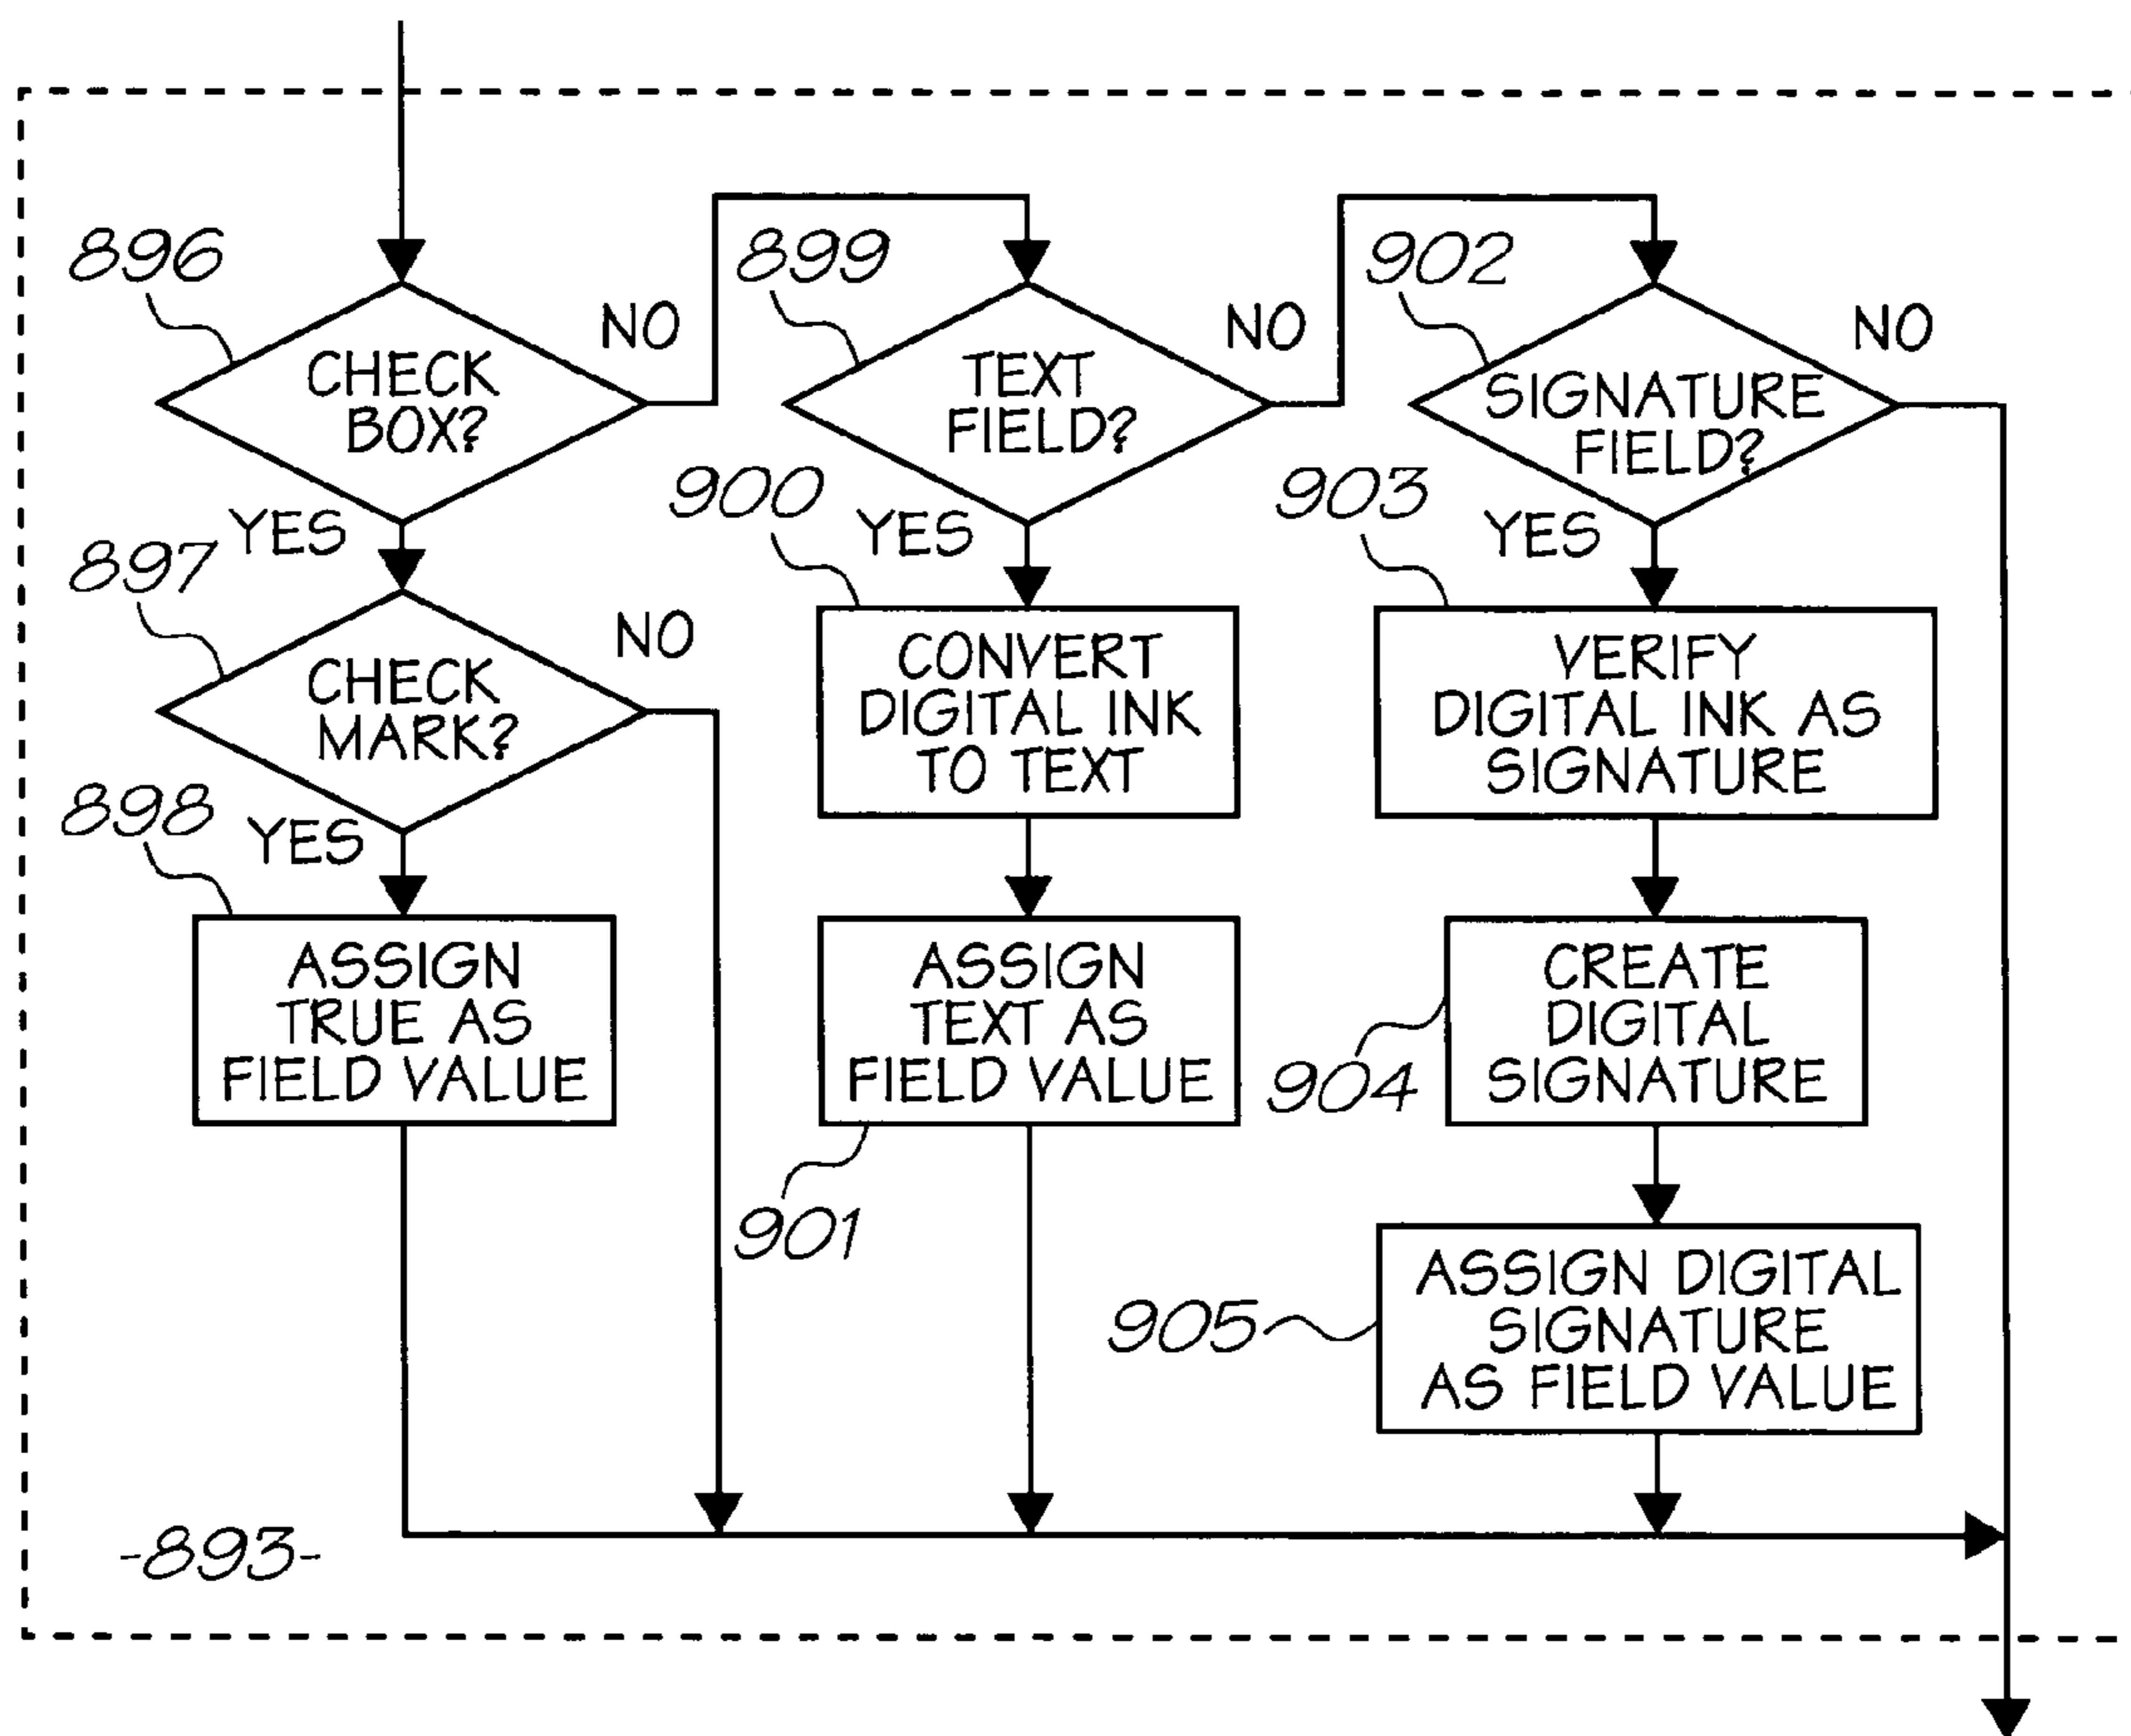 896
CHECK
BOX?
NO
YES
897
CHECK
MARK?
NO
898
YES
ASSIGN
TRUE AS
FIELD VALUE
899
TEXT
FIELD?
NO
900
YES
CONVERT
DIGITAL INK
TO TEXT
ASSIGN
TEXT AS
FIELD VALUE
901
902
SIGNATURE
FIELD?
NO
903
YES
VERIFY
DIGITAL INK AS
SIGNATURE
CREATE
DIGITAL
SIGNATURE
904
ASSIGN DIGITAL
SIGNATURE
AS FIELD VALUE
905
-893-